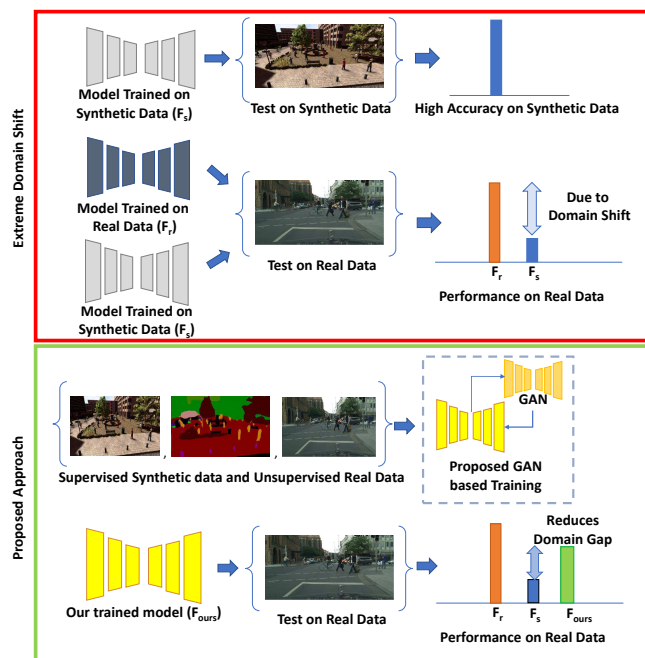 Extreme Domain Shift
Model Trained on
Synthetic Data (Fs)
Test on Synthetic Data
High Accuracy on Synthetic Data
Model Trained on
Real Data (Fr)
Model Trained on
Synthetic Data (Fs)
Test on Real Data
Due to
Domain Shift
Fr
Fs
Performance on Real Data
Proposed Approach
, ,
Supervised Synthetic data and Unsupervised Real Data
GAN
Proposed GAN
based Training
Our trained model (Fours)
Test on Real Data
Reduces
Domain Gap
Fr
Fs
Fours
Performance on Real Data